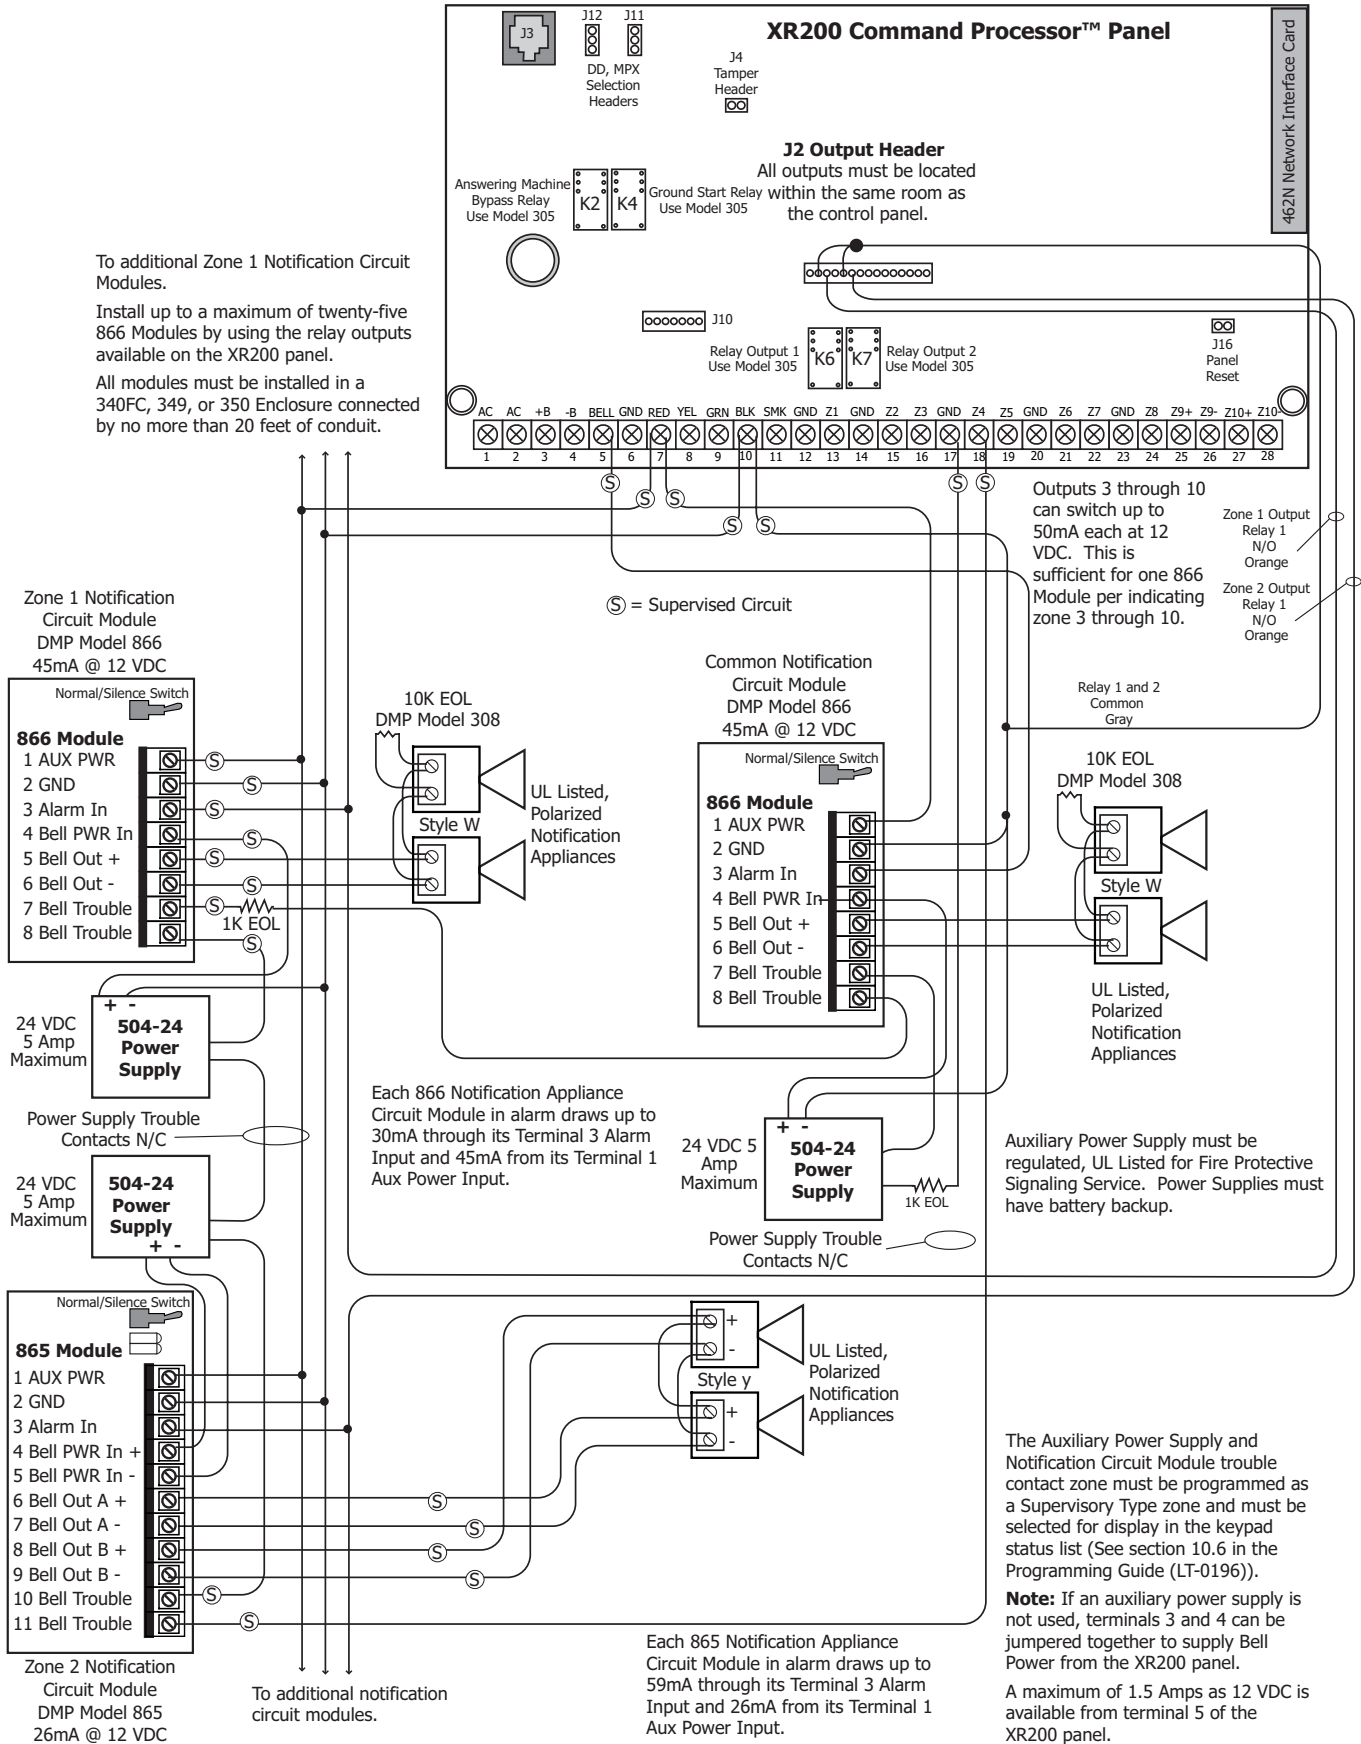 XR200 Command Processor™ Panel
462N Network Interface Card
J3
J12
J11
DD, MPX
Selection
Headers
J4
Tamper
Header
J2 Output Header
All outputs must be located
within the same room as
the control panel.
Answering Machine
Bypass Relay
Use Model 305
K2
K4
Ground Start Relay
Use Model 305
J10
Relay Output 1
Use Model 305
K6
K7
Relay Output 2
Use Model 305
J16
Panel
Reset
AC AC +B -B BELL GND RED YEL GRN BLK SMK GND Z1 GND Z2 Z3 GND Z4 Z5 GND Z6 Z7 GND Z8 Z9+ Z9- Z10+ Z10-
1 2 3 4 5 6 7 8 9 10 11 12 13 14 15 16 17 18 19 20 21 22 23 24 25 26 27 28
To additional Zone 1 Notification Circuit
Modules.
Install up to a maximum of twenty-five
866 Modules by using the relay outputs
available on the XR200 panel.
All modules must be installed in a
340FC, 349, or 350 Enclosure connected
by no more than 20 feet of conduit.
S S S S S S S
Outputs 3 through 10
can switch up to
50mA each at 12
VDC. This is
sufficient for one 866
Module per indicating
zone 3 through 10.
Zone 1 Output
Relay 1
N/O
Orange
Zone 2 Output
Relay 1
N/O
Orange
S = Supervised Circuit
Relay 1 and 2
Common
Gray
Zone 1 Notification
Circuit Module
DMP Model 866
45mA @ 12 VDC
Normal/Silence Switch
866 Module
1 AUX PWR S
2 GND S
3 Alarm In S
4 Bell PWR In S
5 Bell Out + S
6 Bell Out - S
7 Bell Trouble S
8 Bell Trouble S
1K EOL
10K EOL
DMP Model 308
Style W
UL Listed,
Polarized
Notification
Appliances
Common Notification
Circuit Module
DMP Model 866
45mA @ 12 VDC
Normal/Silence Switch
866 Module
1 AUX PWR
2 GND
3 Alarm In
4 Bell PWR In
5 Bell Out +
6 Bell Out -
7 Bell Trouble
8 Bell Trouble
10K EOL
DMP Model 308
Style W
UL Listed,
Polarized
Notification
Appliances
24 VDC
5 Amp
Maximum
+ -
504-24
Power
Supply
Power Supply Trouble
Contacts N/C
24 VDC
5 Amp
Maximum
504-24
Power
Supply
+ -
Each 866 Notification Appliance
Circuit Module in alarm draws up to
30mA through its Terminal 3 Alarm
Input and 45mA from its Terminal 1
Aux Power Input.
24 VDC 5
Amp
Maximum
+ -
504-24
Power
Supply
1K EOL
Power Supply Trouble
Contacts N/C
Auxiliary Power Supply must be
regulated, UL Listed for Fire Protective
Signaling Service. Power Supplies must
have battery backup.
Normal/Silence Switch
865 Module
1 AUX PWR
2 GND
3 Alarm In
4 Bell PWR In +
5 Bell PWR In -
6 Bell Out A + S
7 Bell Out A - S
8 Bell Out B + S
9 Bell Out B - S
10 Bell Trouble S
11 Bell Trouble S
Zone 2 Notification
Circuit Module
DMP Model 865
26mA @ 12 VDC
+
-
Style y
+
-
UL Listed,
Polarized
Notification
Appliances
To additional notification
circuit modules.
Each 865 Notification Appliance
Circuit Module in alarm draws up to
59mA through its Terminal 3 Alarm
Input and 26mA from its Terminal 1
Aux Power Input.
The Auxiliary Power Supply and
Notification Circuit Module trouble
contact zone must be programmed as
a Supervisory Type zone and must be
selected for display in the keypad
status list (See section 10.6 in the
Programming Guide (LT-0196)).
Note: If an auxiliary power supply is
not used, terminals 3 and 4 can be
jumpered together to supply Bell
Power from the XR200 panel.
A maximum of 1.5 Amps as 12 VDC is
available from terminal 5 of the
XR200 panel.